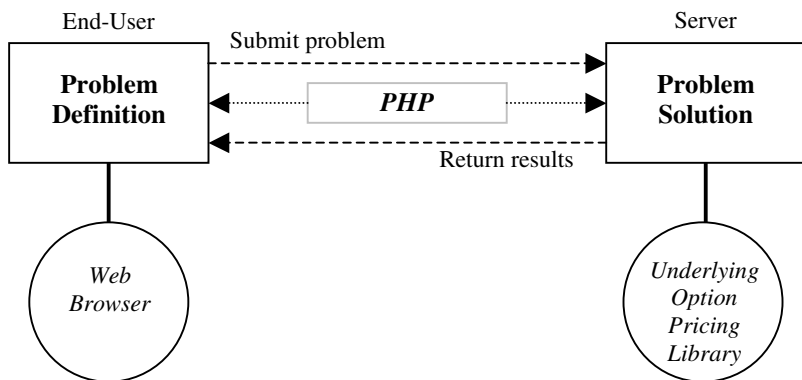 End-User
Server
Submit problem
Problem
Definition
PHP
Problem
Solution
Return results
Web
Browser
Underlying
Option
Pricing
Library